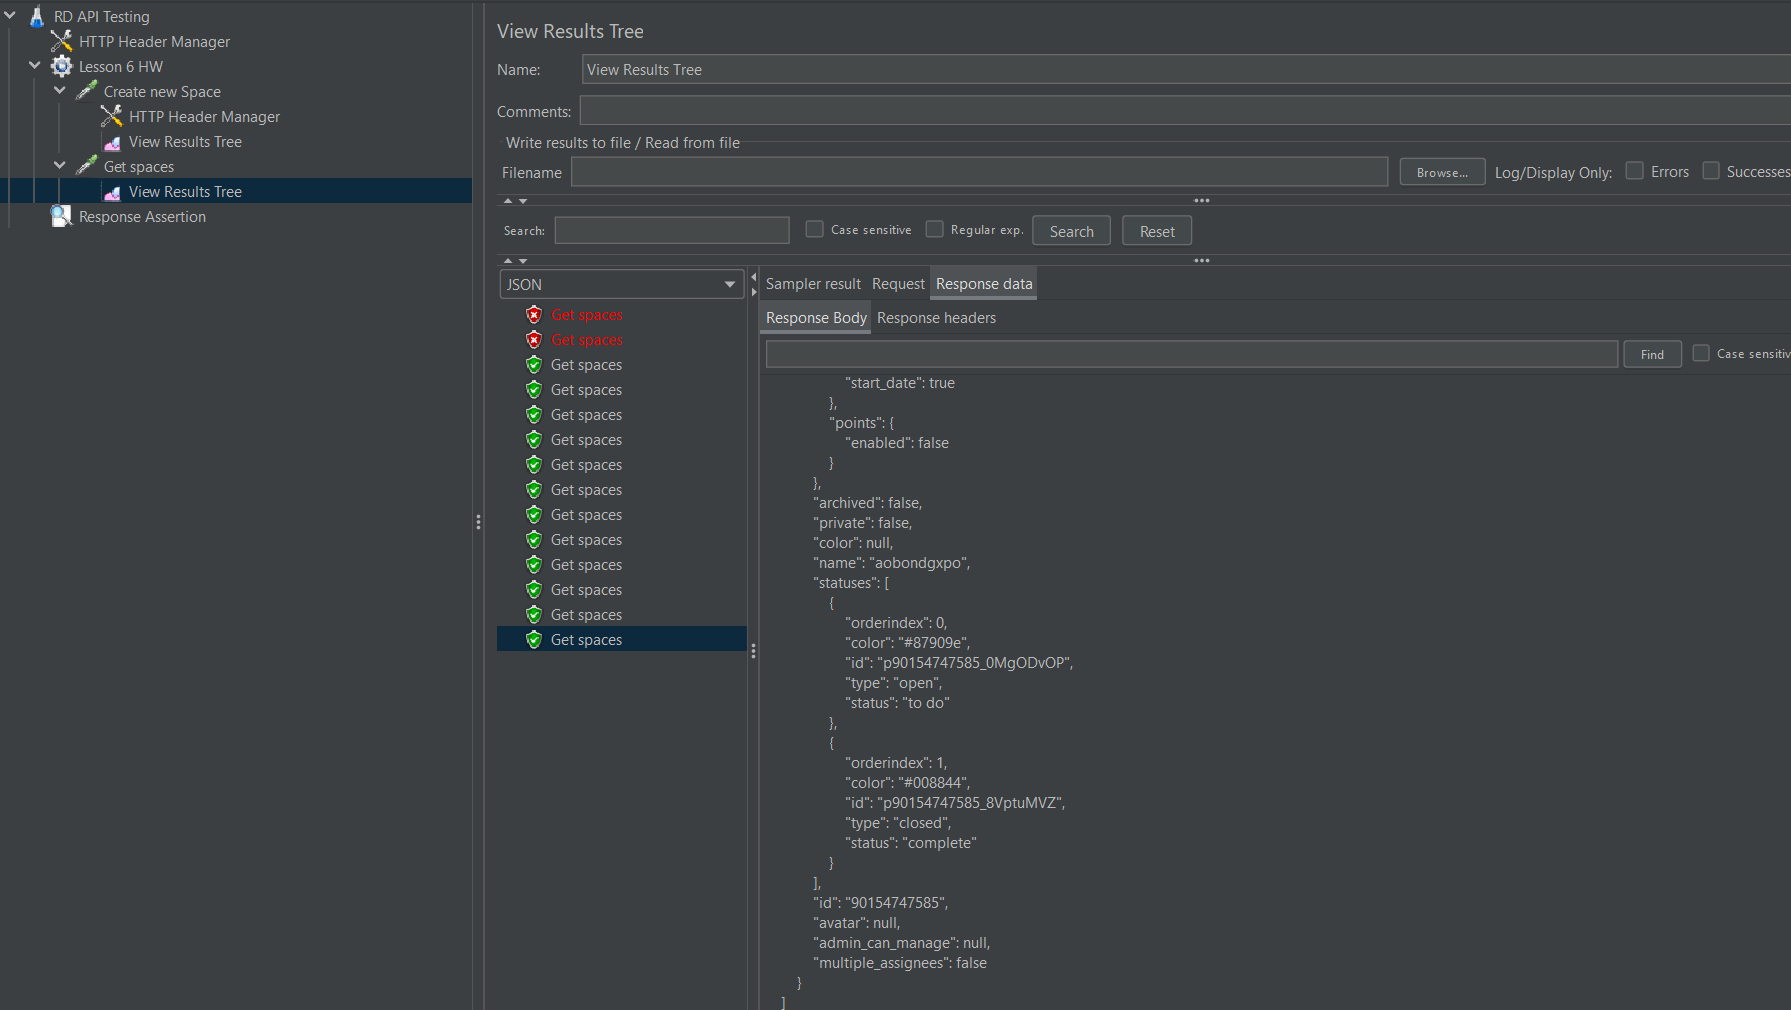 RD API Testing
HTTP Header Manager
Lesson 6 HW
Create new Space
HTTP Header Manager
View Results Tree
Get spaces
View Results Tree
Response Assertion
View Results Tree
Name: View Results Tree
Comments:
Write results to file / Read from file
Filename Browse... Log/Display Only: Errors Successes
Search: Case sensitive Regular exp. Search Reset
JSON
Get spaces
Get spaces
Get spaces
Get spaces
Get spaces
Get spaces
Get spaces
Get spaces
Get spaces
Get spaces
Get spaces
Get spaces
Get spaces
Get spaces
Sampler result Request Response data
Response Body Response headers
Find Case sensitiv
"start_date": true
},
"points": {
"enabled": false
}
},
"archived": false,
"private": false,
"color": null,
"name": "aobondgxpo",
"statuses": [
{
"orderindex": 0,
"color": "#87909e",
"id": "p90154747585_0MgODvOP",
"type": "open",
"status": "to do"
},
{
"orderindex": 1,
"color": "#008844",
"id": "p90154747585_8VptuMVZ",
"type": "closed",
"status": "complete"
}
],
"id": "90154747585",
"avatar": null,
"admin_can_manage": null,
"multiple_assignees": false
}
]